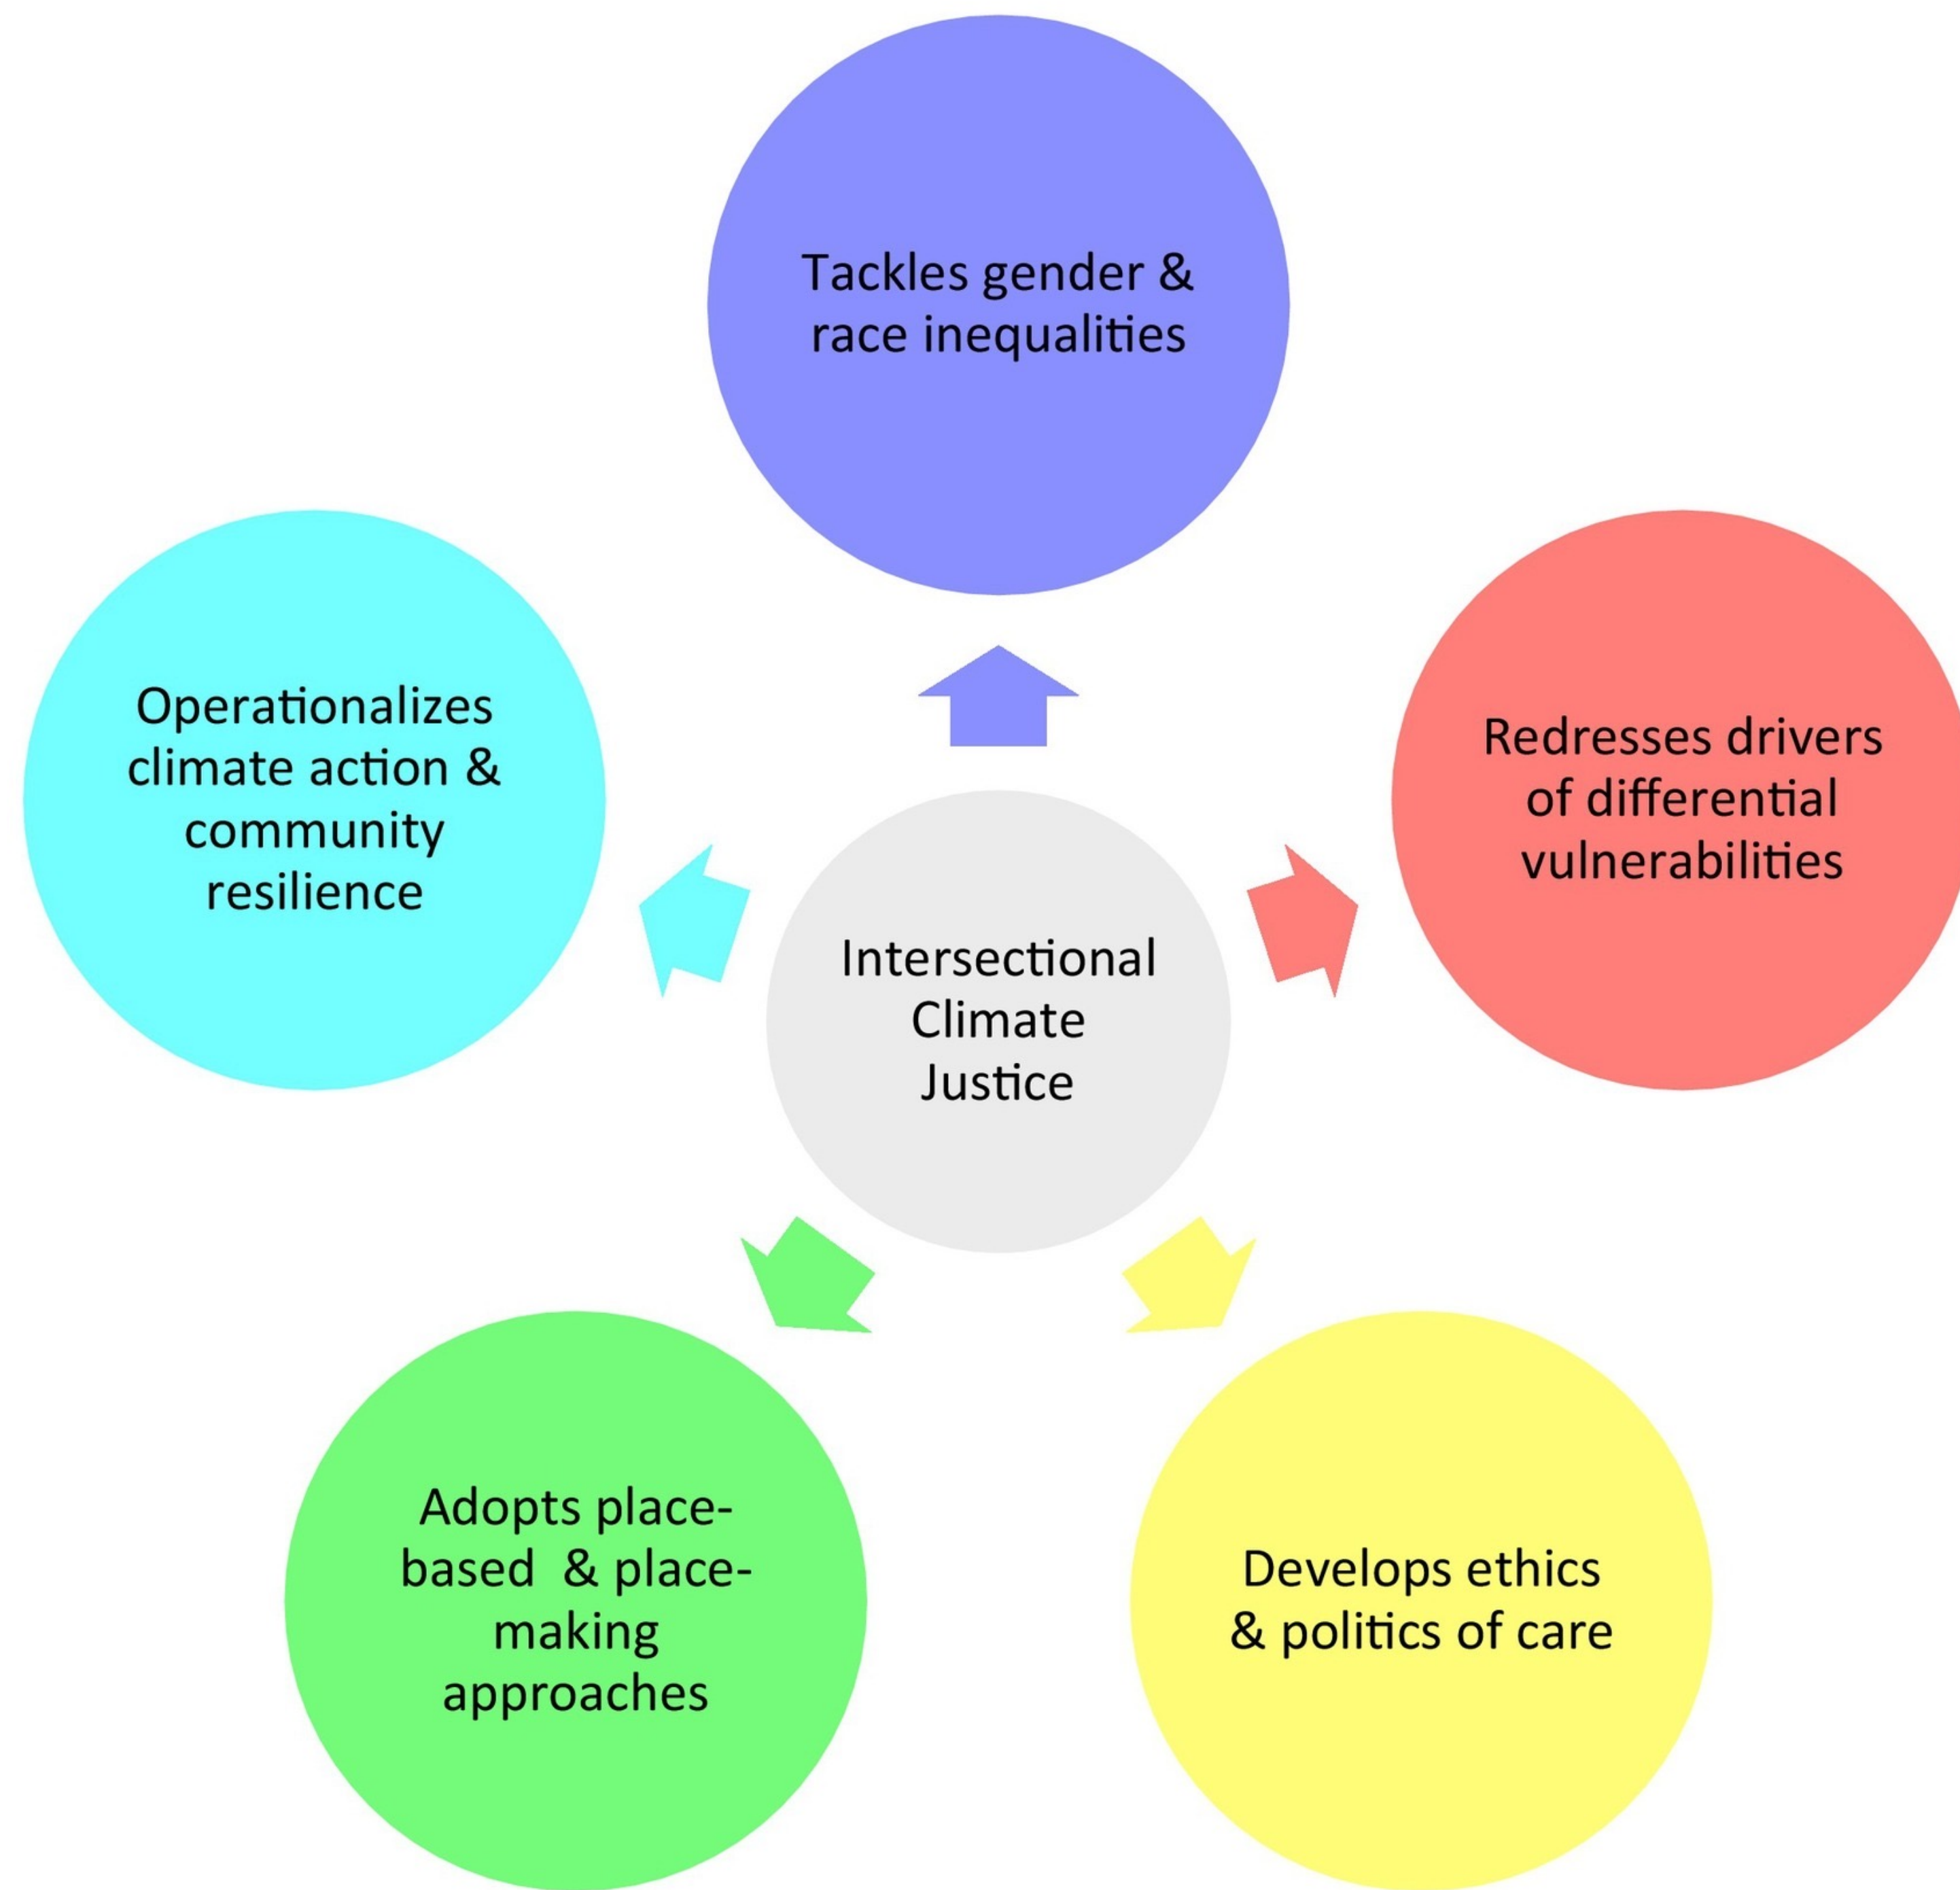 Tackles gender &
race inequalities
Operationalizes
climate action &
community
resilience
Redresses drivers
of differential
vulnerabilities
Intersectional
Climate
Justice
Adopts place-
based  & place-
making
approaches
Develops ethics
& politics of care